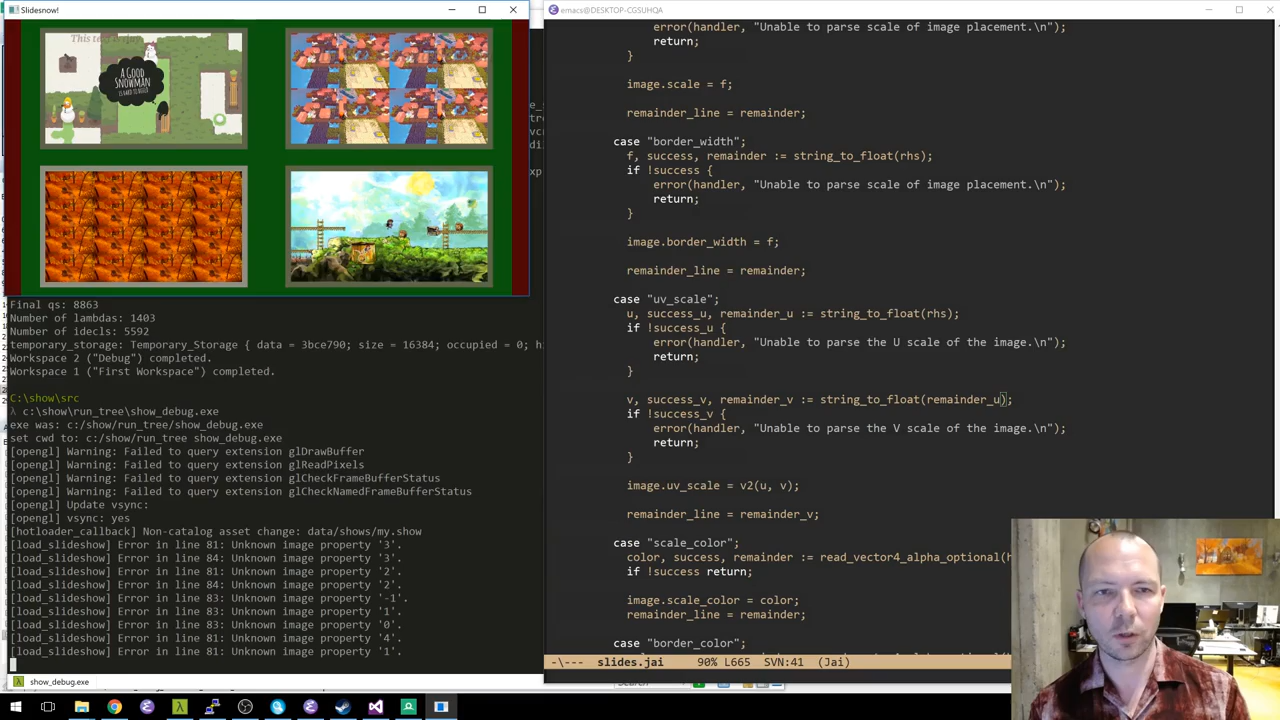 Slidesnow!
This text enjoy
A GOOD
SNOWMAN
IS HARD TO BUILD
Final qs: 8863
Number of lambdas: 1403
Number of idecls: 5592
temporary_storage: Temporary_Storage { data = 3bce790; size = 16384; occupied = 0; hi
Workspace 2 ("Debug") completed.
Workspace 1 ("First Workspace") completed.
C:\show\src
λ c:\show\run_tree\show_debug.exe
exe was: c:/show/run_tree/show_debug.exe
set cwd to: c:/show/run_tree show_debug.exe
[opengl] Warning: Failed to query extension glDrawBuffer
[opengl] Warning: Failed to query extension glReadPixels
[opengl] Warning: Failed to query extension glCheckFrameBufferStatus
[opengl] Warning: Failed to query extension glCheckNamedFrameBufferStatus
[opengl] Update vsync:
[opengl] vsync: yes
[hotloader_callback] Non-catalog asset change: data/shows/my.show
[load_slideshow] Error in line 81: Unknown image property '3'.
[load_slideshow] Error in line 84: Unknown image property '3'.
[load_slideshow] Error in line 81: Unknown image property '2'.
[load_slideshow] Error in line 84: Unknown image property '2'.
[load_slideshow] Error in line 83: Unknown image property '-1'.
[load_slideshow] Error in line 83: Unknown image property '1'.
[load_slideshow] Error in line 83: Unknown image property '0'.
[load_slideshow] Error in line 81: Unknown image property '4'.
[load_slideshow] Error in line 81: Unknown image property '1'.
show_debug.exe
emacs@DESKTOP-CGSUHQA
error(handler, "Unable to parse scale of image placement.\n");
return;
}
image.scale = f;
remainder_line = remainder;
case "border_width";
f, success, remainder := string_to_float(rhs);
if !success {
error(handler, "Unable to parse scale of image placement.\n");
return;
}
image.border_width = f;
remainder_line = remainder;
case "uv_scale";
u, success_u, remainder_u := string_to_float(rhs);
if !success_u {
error(handler, "Unable to parse the U scale of the image.\n");
return;
}
v, success_v, remainder_v := string_to_float(remainder_u);
if !success_v {
error(handler, "Unable to parse the V scale of the image.\n");
return;
}
image.uv_scale = v2(u, v);
remainder_line = remainder_v;
case "scale_color";
color, success, remainder := read_vector4_alpha_optional(h
if !success return;
image.scale_color = color;
remainder_line = remainder;
case "border_color";
-\--- slides.jai 90% L665 SVN:41 (Jai)